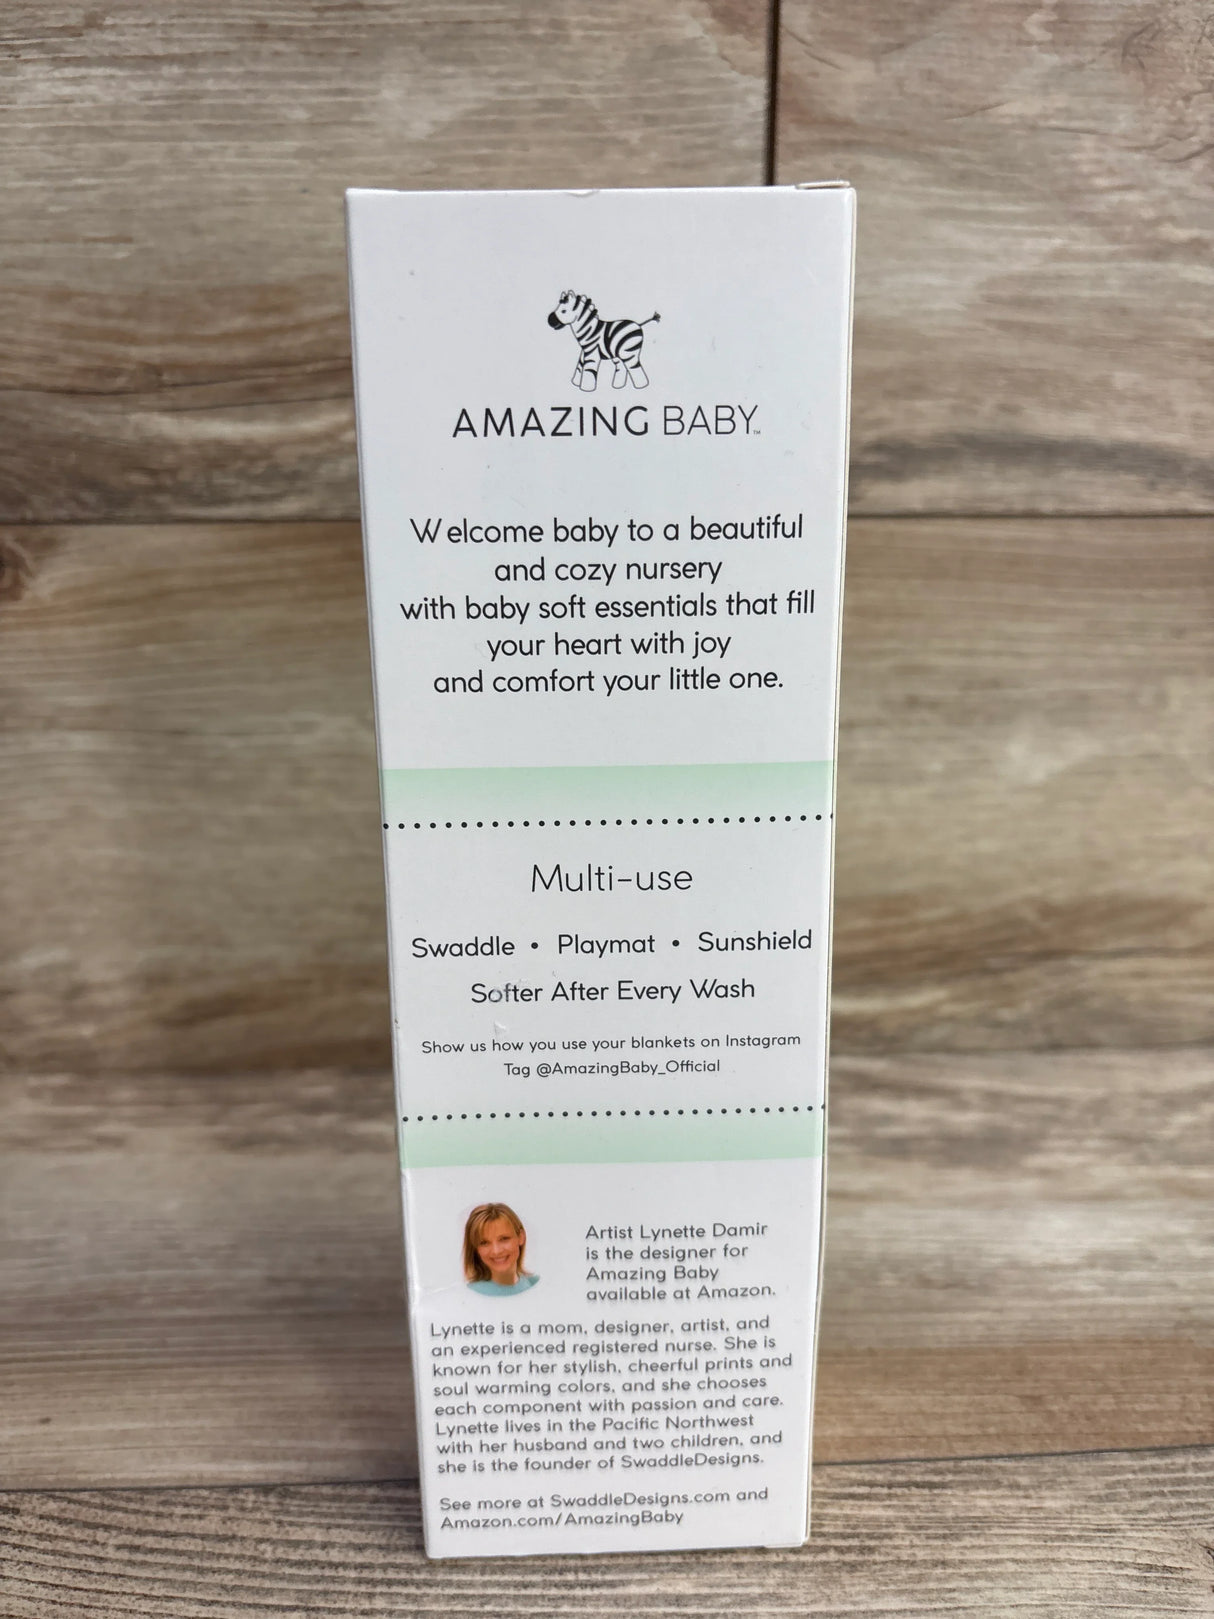 AMAZING BABY™
Welcome baby to a beautiful
and cozy nursery
with baby soft essentials that fill
your heart with joy
and comfort your little one.
Multi-use
Swaddle • Playmat • Sunshield
Softer After Every Wash
Show us how you use your blankets on Instagram
Tag @AmazingBaby_Official
Artist Lynette Damir
is the designer for
Amazing Baby
available at Amazon.
Lynette is a mom, designer, artist, and
an experienced registered nurse. She is
known for her stylish, cheerful prints and
soul warming colors, and she chooses
each component with passion and care.
Lynette lives in the Pacific Northwest
with her husband and two children, and
she is the founder of SwaddleDesigns.
See more at SwaddleDesigns.com and
Amazon.com/AmazingBaby